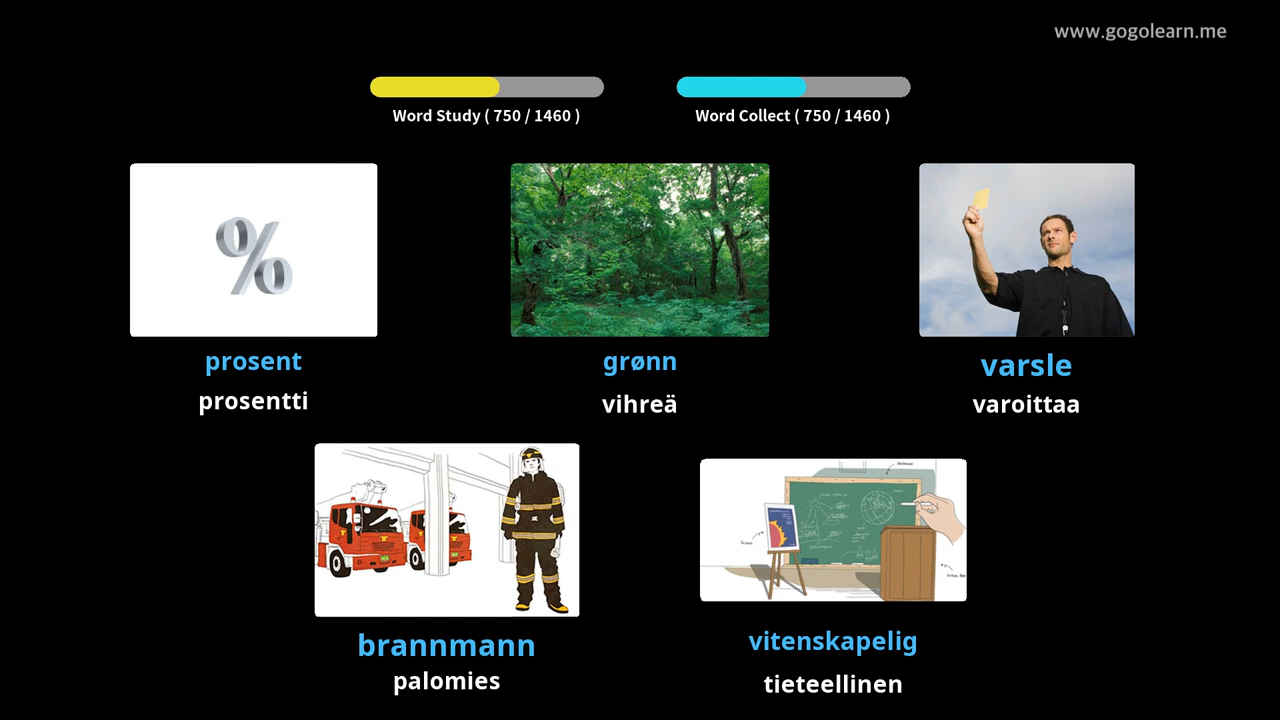 www.gogolearn.me
Word Study ( 750 / 1460 )
Word Collect ( 750 / 1460 )
%
prosent
prosentti
grønn
vihreä
varsle
varoittaa
brannmann
palomies
vitenskapelig
tieteellinen